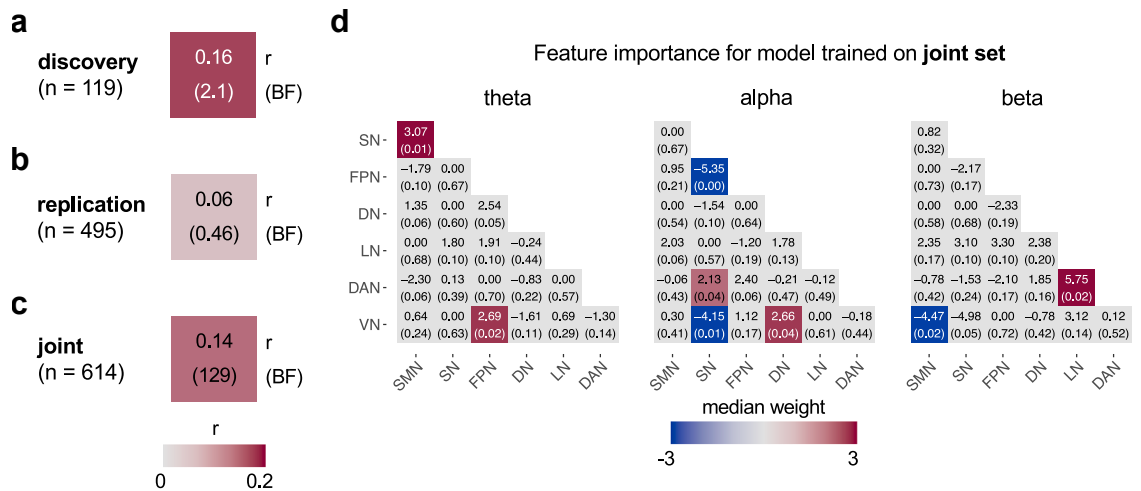 a
discovery
(n = 119)
0.16
(2.1)
r
(BF)
b
replication
(n = 495)
0.06
(0.46)
r
(BF)
c
joint
(n = 614)
0.14
(129)
r
(BF)
r
0 0.2
d
Feature importance for model trained on joint set
theta alpha beta
SN- 3.07 0.00 0.82
(0.01) (0.67) (0.32)
FPN- −1.79 0.00 0.95 −5.35 0.00 −2.17
(0.10) (0.67) (0.21) (0.00) (0.73) (0.17)
DN- 1.35 0.00 2.54 0.00 −1.54 0.00 0.00 0.00 −2.33
(0.06) (0.60) (0.05) (0.54) (0.10) (0.64) (0.58) (0.68) (0.19)
LN- 0.00 1.80 1.91 −0.24 2.03 0.00 −1.20 1.78 2.35 3.10 3.30 2.38
(0.68) (0.10) (0.10) (0.44) (0.06) (0.57) (0.19) (0.13) (0.17) (0.10) (0.10) (0.20)
DAN- −2.30 0.13 0.00 −0.83 0.00 −0.06 2.13 2.40 −0.21 −0.12 −0.78 −1.53 −2.10 1.85 5.75
(0.06) (0.39) (0.70) (0.22) (0.57) (0.43) (0.04) (0.06) (0.47) (0.49) (0.42) (0.24) (0.17) (0.16) (0.02)
VN- 0.64 0.00 2.69 −1.61 0.69 −1.30 0.30 −4.15 1.12 2.66 0.00 −0.18 −4.47 −4.98 0.00 −0.78 3.12 0.12
(0.24) (0.63) (0.02) (0.11) (0.29) (0.14) (0.41) (0.01) (0.17) (0.04) (0.61) (0.44) (0.02) (0.05) (0.72) (0.42) (0.14) (0.52)
SMN SN FPN DN LN DAN SMN SN FPN DN LN DAN SMN SN FPN DN LN DAN
median weight
-3 3